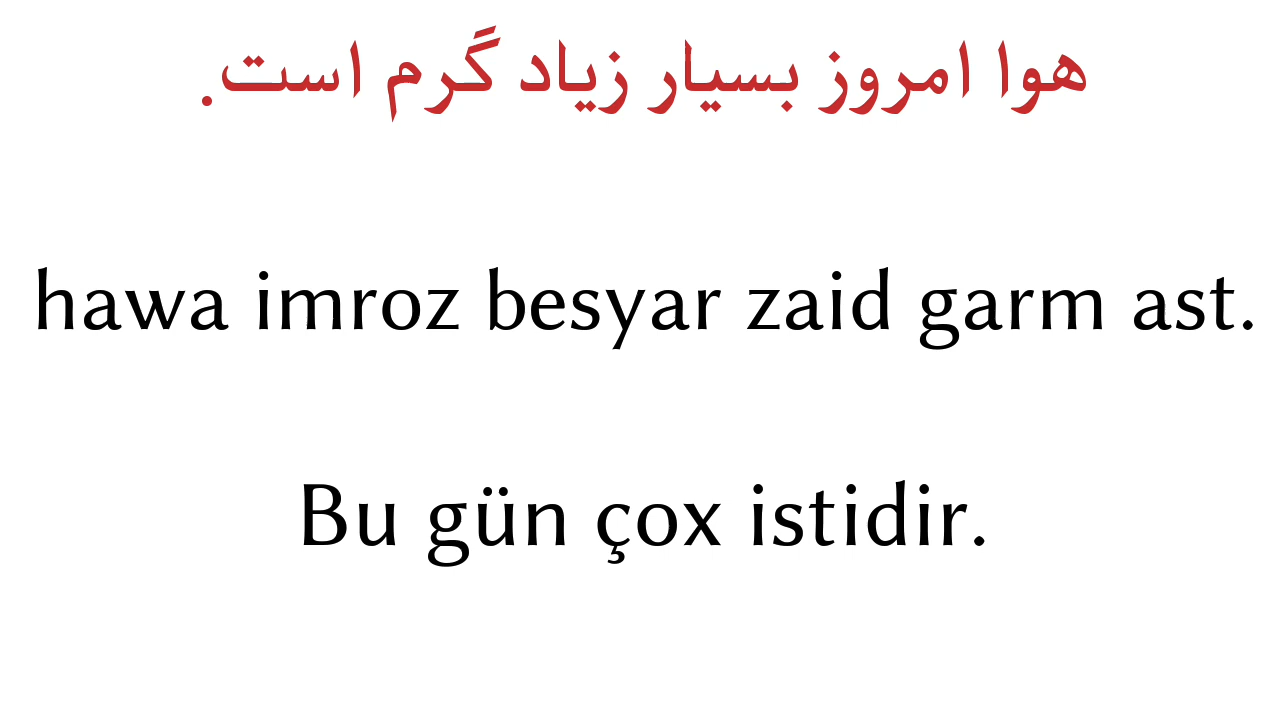 هوا امروز بسیار زیاد گرم است.
hawa imroz besyar zaid garm ast.
Bu gün çox istidir.